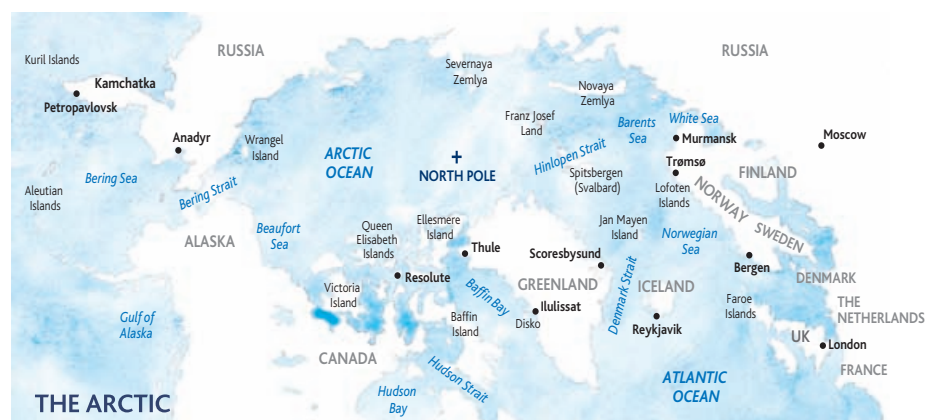 RUSSIA
RUSSIA
Kuril Islands
Severnaya
Zemlya
Kamchatka
Novaya
Zemlya
Petropavlovsk
Franz Josef
Land
Barents
Sea
White Sea
Murmansk
Moscow
Anadyr
Wrangel
Island
ARCTIC
OCEAN
NORTH POLE
Hinlopen Strait
Trømsø
FINLAND
Bering Sea
Bering Strait
Spitsbergen
(Svalbard)
Lofoten
Islands
NORWAY
Aleutian
Islands
SWEDEN
Ellesmere
Island
Jan Mayen
Island
Queen
Elisabeth
Islands
Beaufort
Sea
Norwegian
Sea
ALASKA
Thule
Scoresbysund
Bergen
Resolute
GREENLAND
ICELAND
DENMARK
Victoria
Island
Baffin Bay
Denmark Strait
Faroe
Islands
THE
NETHERLANDS
Ilulissat
Disko
Gulf of
Alaska
Baffin
Island
Reykjavik
UK
London
CANADA
Hudson Strait
FRANCE
ATLANTIC
OCEAN
Hudson
Bay
THE ARCTIC